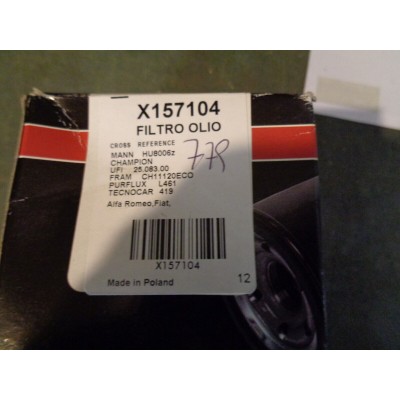 X157104
FILTRO OLIO
CROSS REFERENCE
MANN HU8006z
CHAMPION
UFI 25.083.00
FRAM CH11120ECO
PURFLUX L461
TECNOCAR 419
Alfa Romeo,Fiat,
779
X157104
Made in Poland
12